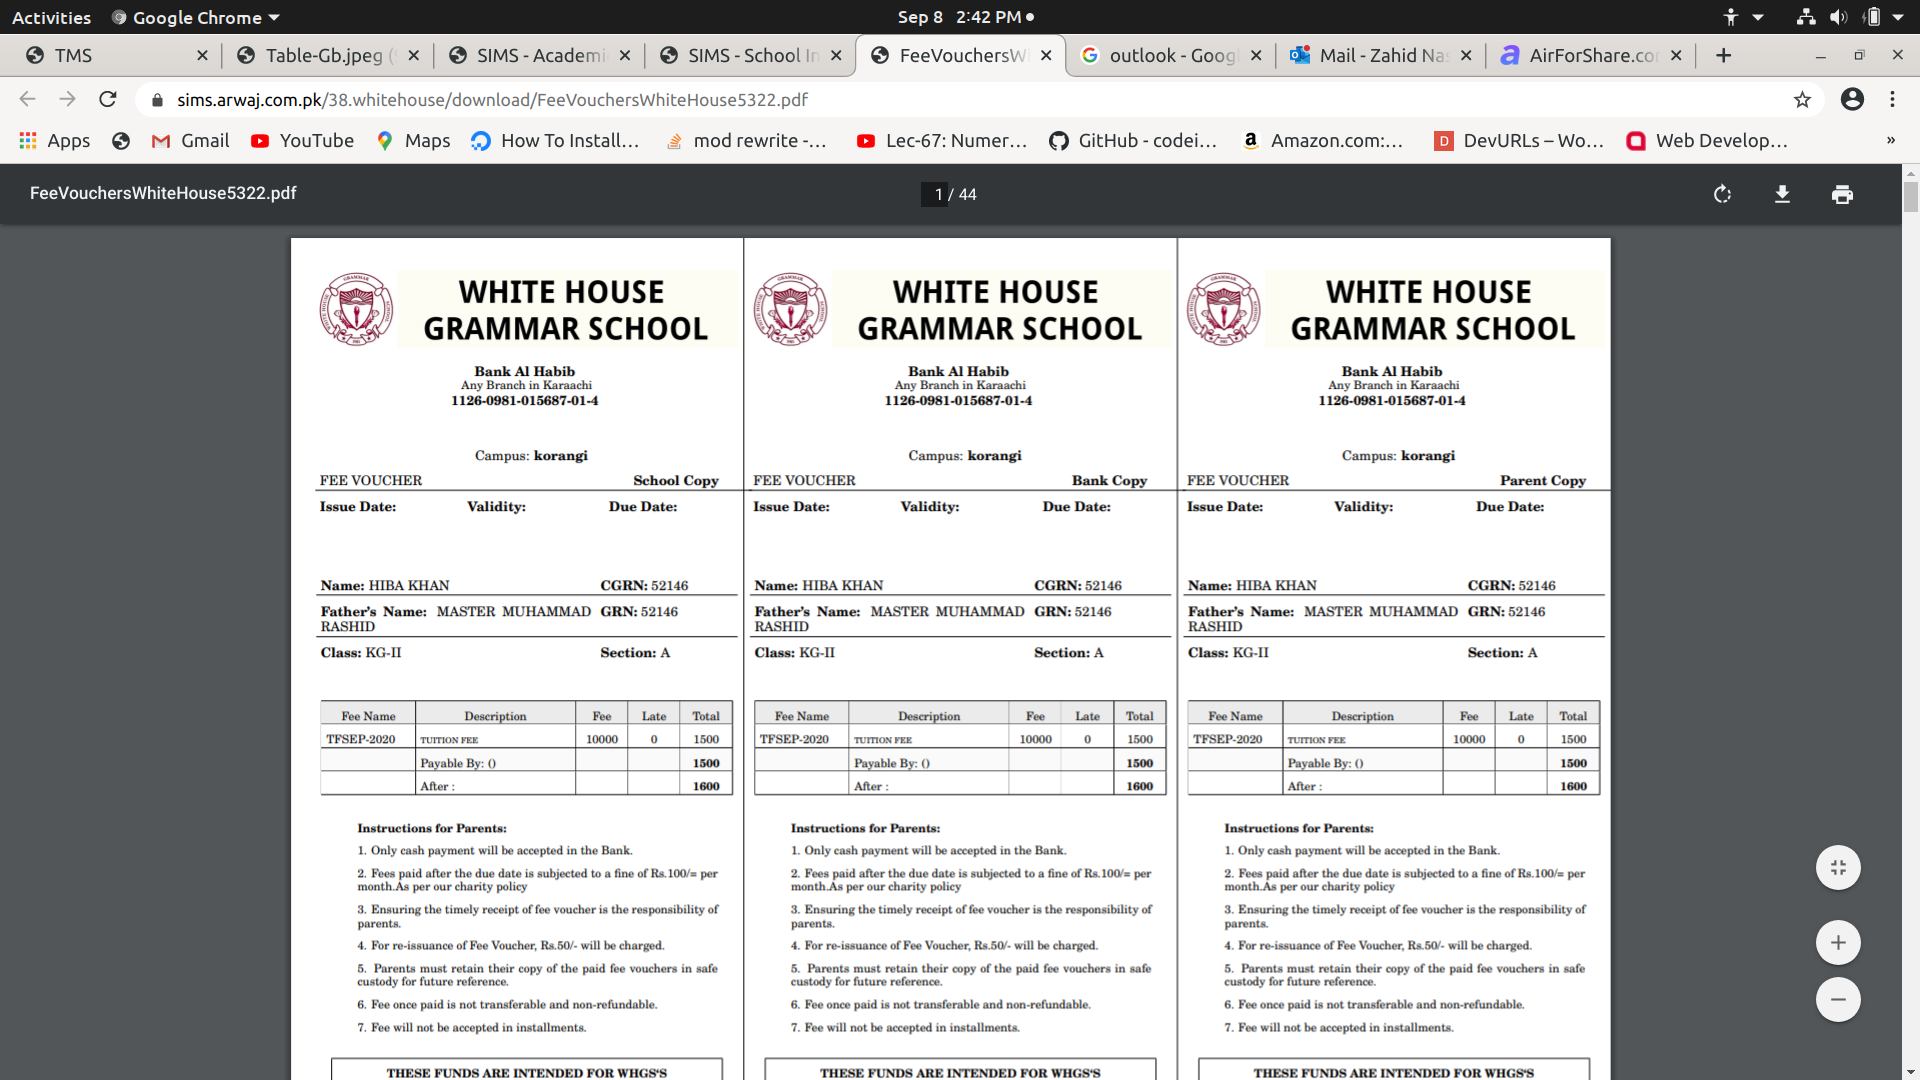 Activities Google Chrome Sep 8 2:42 PM
TMS Table-Gb.jpeg ( SIMS - Academi SIMS - School In FeeVouchersW outlook - Googl Mail - Zahid Nas AirForShare.co
sims.arwaj.com.pk/38.whitehouse/download/FeeVouchersWhiteHouse5322.pdf
Apps Gmail YouTube Maps How To Install… mod rewrite -… Lec-67: Numer… GitHub - codei… Amazon.com:… DevURLs – Wo… Web Develop… »
FeeVouchersWhiteHouse5322.pdf 1 / 44
WHITE HOUSE
GRAMMAR SCHOOL
Bank Al Habib
Any Branch in Karaachi
1126-0981-015687-01-4
Campus: korangi
FEE VOUCHER School Copy
Issue Date: Validity: Due Date:
Name: HIBA KHAN CGRN: 52146
Father's Name: MASTER MUHAMMAD GRN: 52146
RASHID
Class: KG-II Section: A
Fee Name Description Fee Late Total
TFSEP-2020 TUITION FEE 10000 0 1500
Payable By: () 1500
After : 1600
Instructions for Parents:
1. Only cash payment will be accepted in the Bank.
2. Fees paid after the due date is subjected to a fine of Rs.100/= per
month.As per our charity policy
3. Ensuring the timely receipt of fee voucher is the responsibility of
parents.
4. For re-issuance of Fee Voucher, Rs.50/- will be charged.
5. Parents must retain their copy of the paid fee vouchers in safe
custody for future reference.
6. Fee once paid is not transferable and non-refundable.
7. Fee will not be accepted in installments.
THESE FUNDS ARE INTENDED FOR WHGS'S
WHITE HOUSE
GRAMMAR SCHOOL
Bank Al Habib
Any Branch in Karaachi
1126-0981-015687-01-4
Campus: korangi
FEE VOUCHER Bank Copy
Issue Date: Validity: Due Date:
Name: HIBA KHAN CGRN: 52146
Father's Name: MASTER MUHAMMAD GRN: 52146
RASHID
Class: KG-II Section: A
Fee Name Description Fee Late Total
TFSEP-2020 TUITION FEE 10000 0 1500
Payable By: () 1500
After : 1600
Instructions for Parents:
1. Only cash payment will be accepted in the Bank.
2. Fees paid after the due date is subjected to a fine of Rs.100/= per
month.As per our charity policy
3. Ensuring the timely receipt of fee voucher is the responsibility of
parents.
4. For re-issuance of Fee Voucher, Rs.50/- will be charged.
5. Parents must retain their copy of the paid fee vouchers in safe
custody for future reference.
6. Fee once paid is not transferable and non-refundable.
7. Fee will not be accepted in installments.
THESE FUNDS ARE INTENDED FOR WHGS'S
WHITE HOUSE
GRAMMAR SCHOOL
Bank Al Habib
Any Branch in Karaachi
1126-0981-015687-01-4
Campus: korangi
FEE VOUCHER Parent Copy
Issue Date: Validity: Due Date:
Name: HIBA KHAN CGRN: 52146
Father's Name: MASTER MUHAMMAD GRN: 52146
RASHID
Class: KG-II Section: A
Fee Name Description Fee Late Total
TFSEP-2020 TUITION FEE 10000 0 1500
Payable By: () 1500
After : 1600
Instructions for Parents:
1. Only cash payment will be accepted in the Bank.
2. Fees paid after the due date is subjected to a fine of Rs.100/= per
month.As per our charity policy
3. Ensuring the timely receipt of fee voucher is the responsibility of
parents.
4. For re-issuance of Fee Voucher, Rs.50/- will be charged.
5. Parents must retain their copy of the paid fee vouchers in safe
custody for future reference.
6. Fee once paid is not transferable and non-refundable.
7. Fee will not be accepted in installments.
THESE FUNDS ARE INTENDED FOR WHGS'S